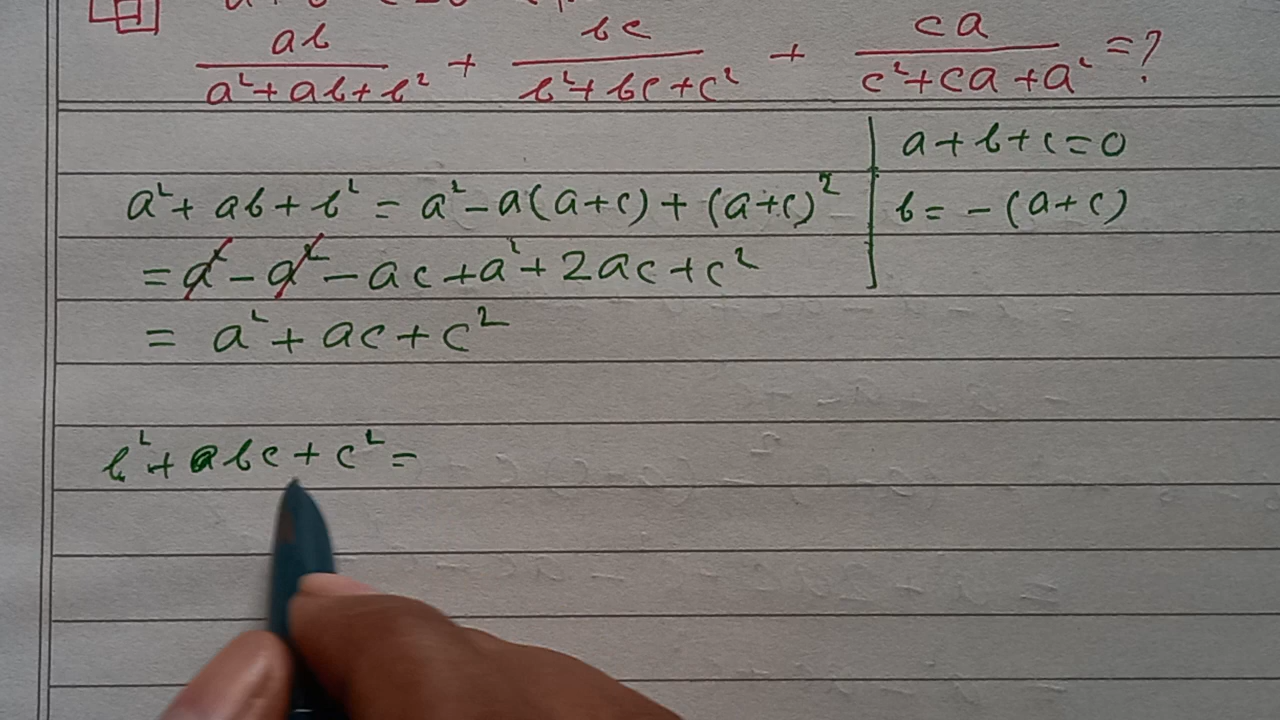 ab/(a²+ab+b²) + bc/(b²+bc+c²) + ca/(c²+ca+a²) = ?
a+b+c=0
a²+ab+b² = a²-a(a+c)+(a+c)²
b = -(a+c)
= a²-a²-ac+a²+2ac+c²
= a²+ac+c²
b²+bc+c² =